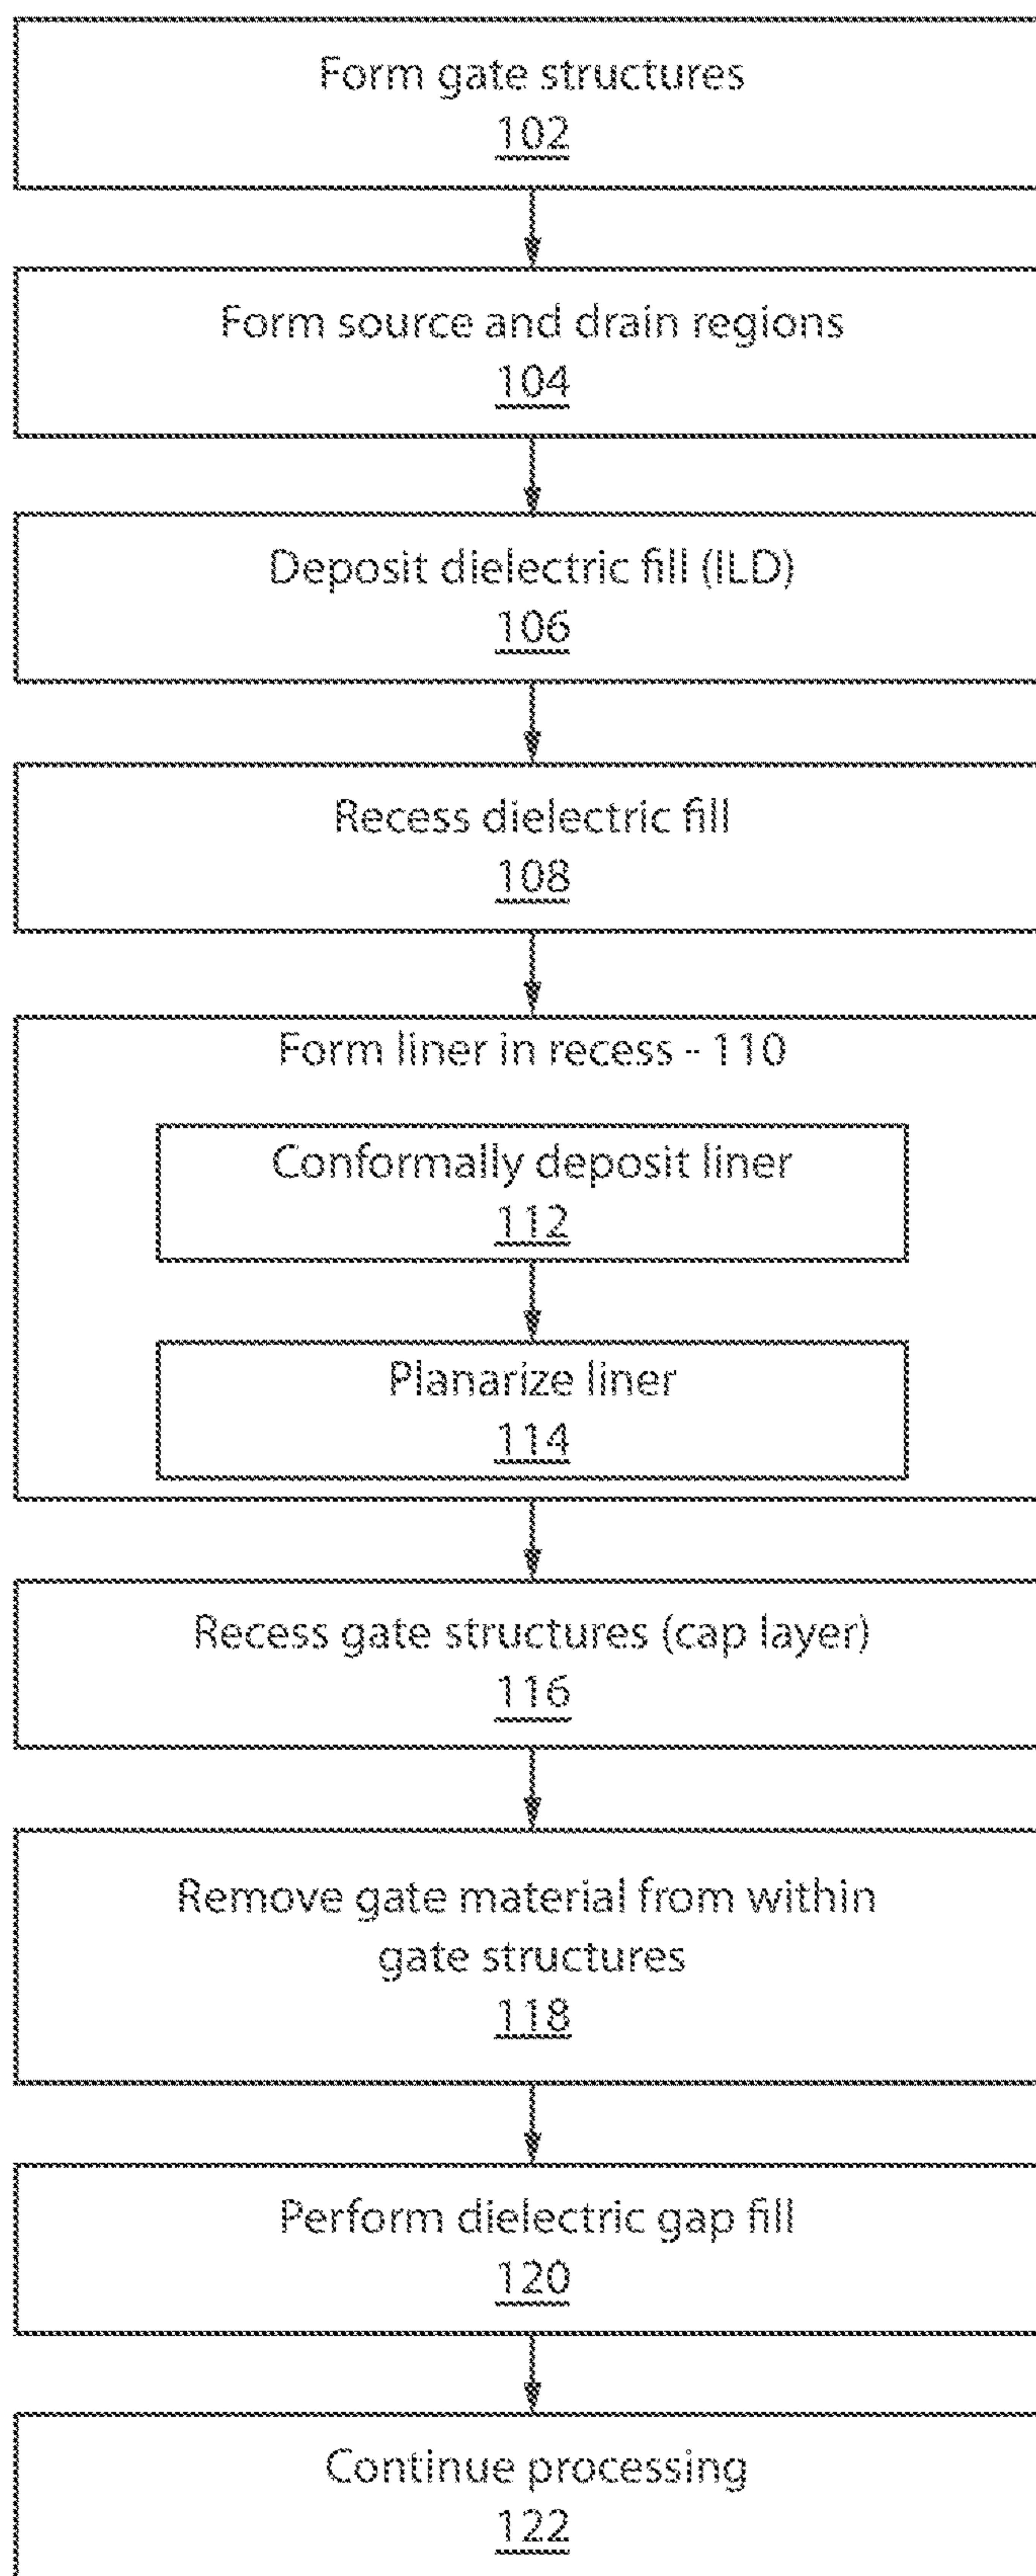 Form gate structures
102
Form source and drain regions
104
Deposit dielectric fill (ILD)
106
Recess dielectric fill
108
Form liner in recess - 110
Conformally deposit liner
112
Planarize liner
114
Recess gate structures (cap layer)
116
Remove gate material from within
gate structures
118
Perform dielectric gap fill
120
Continue processing
122